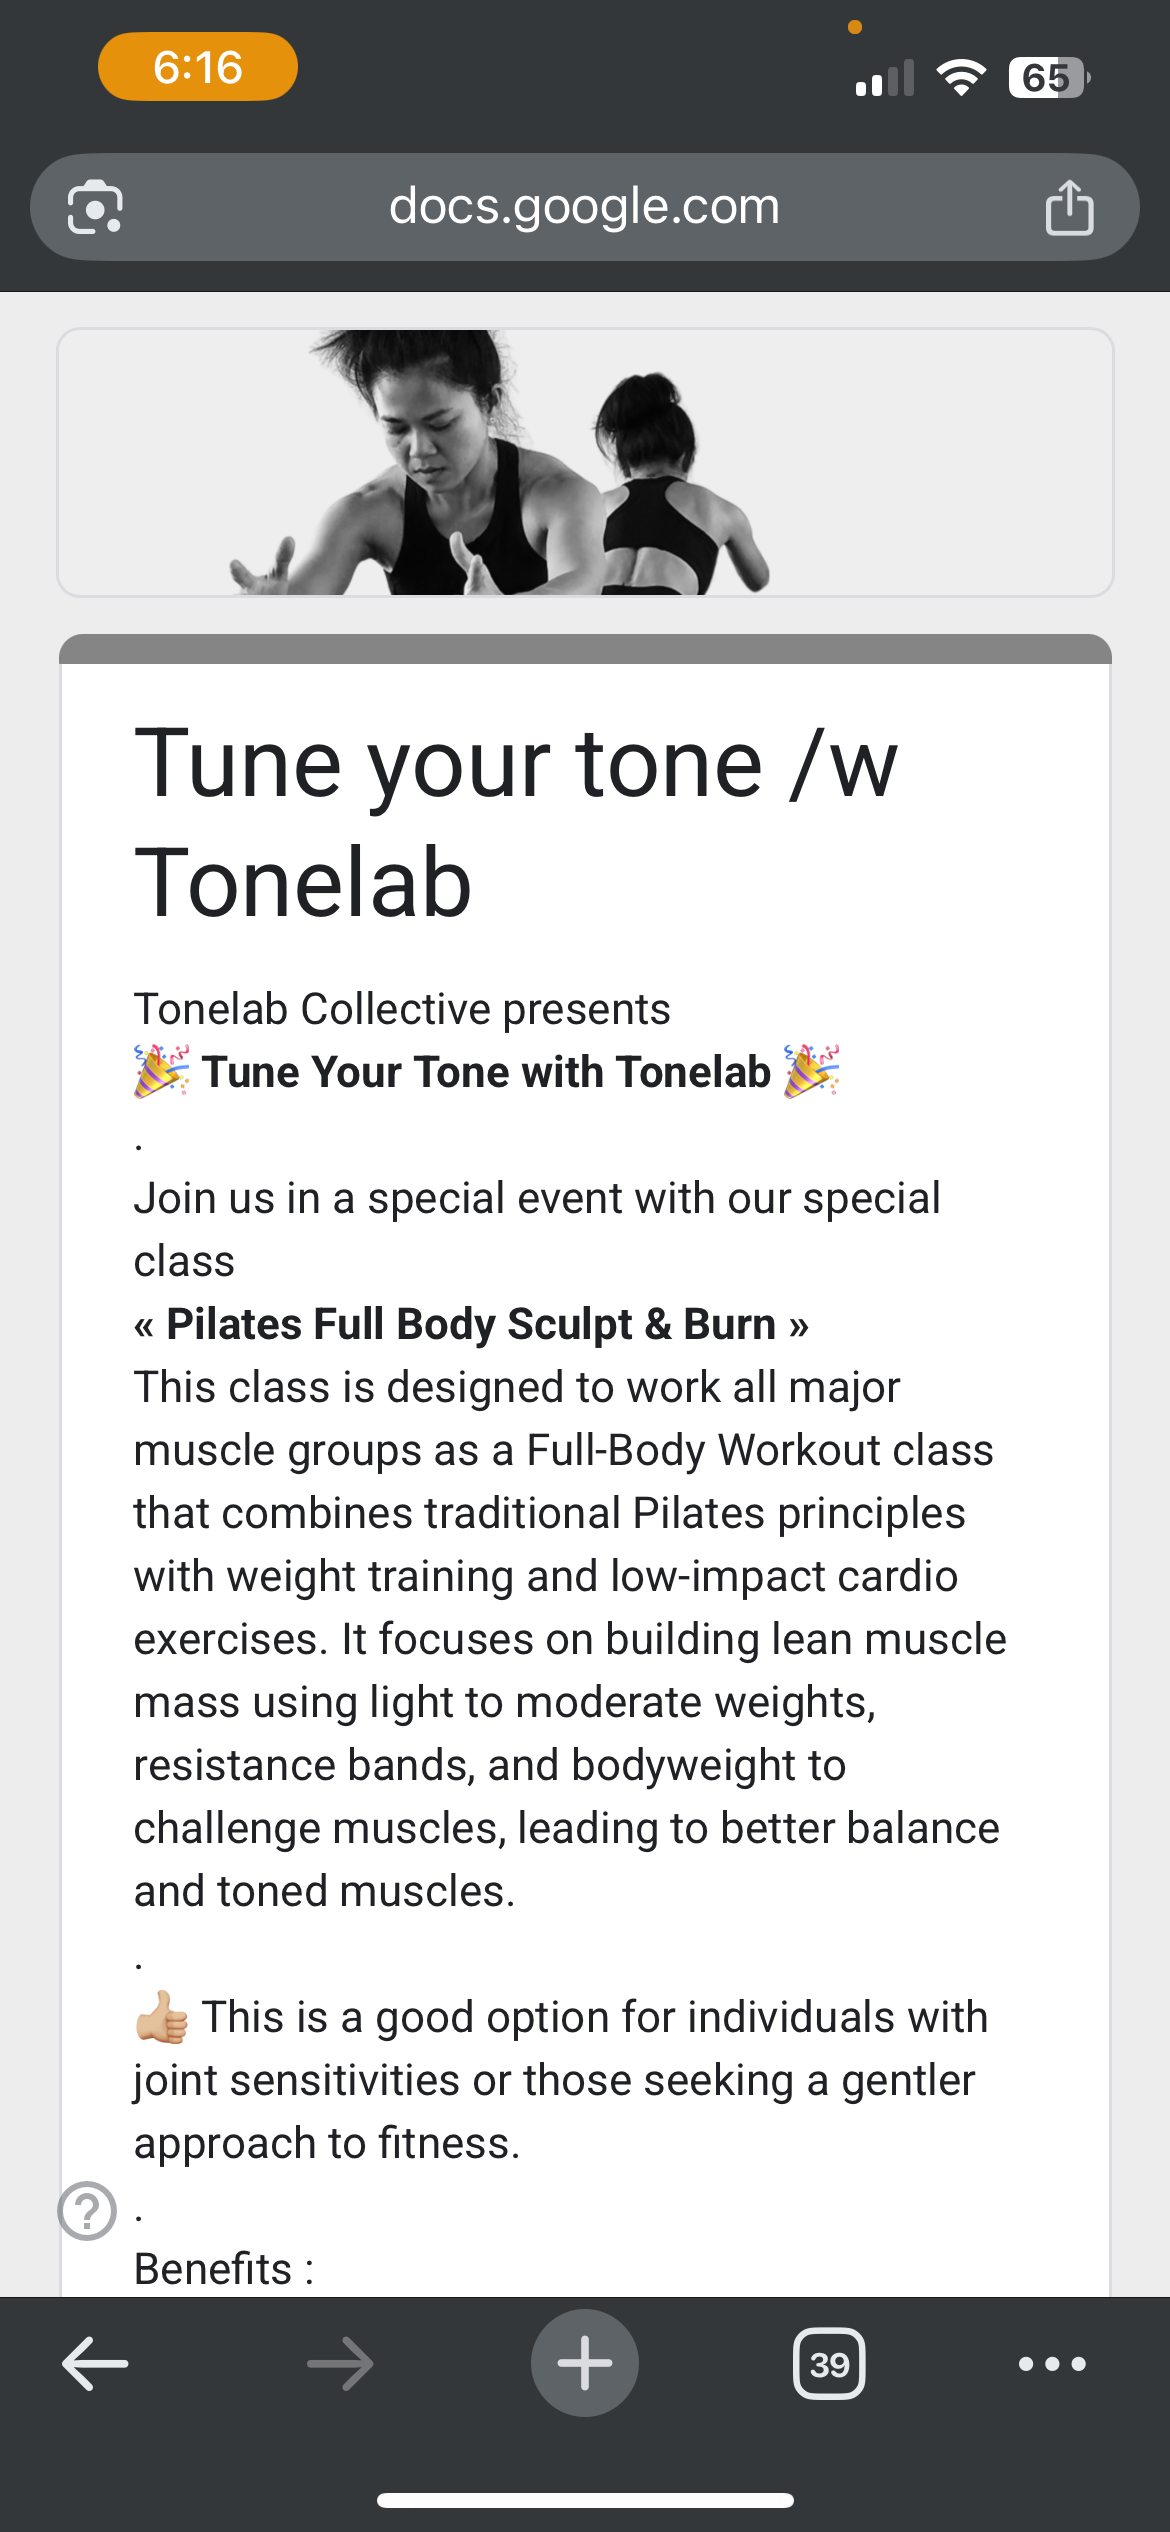 6:16
65
docs.google.com
Tune your tone /w
Tonelab
Tonelab Collective presents
🎉 Tune Your Tone with Tonelab 🎉
.
Join us in a special event with our special
class
« Pilates Full Body Sculpt & Burn »
This class is designed to work all major
muscle groups as a Full-Body Workout class
that combines traditional Pilates principles
with weight training and low-impact cardio
exercises. It focuses on building lean muscle
mass using light to moderate weights,
resistance bands, and bodyweight to
challenge muscles, leading to better balance
and toned muscles.
.
👍🏼 This is a good option for individuals with
joint sensitivities or those seeking a gentler
approach to fitness.
.
Benefits :
39